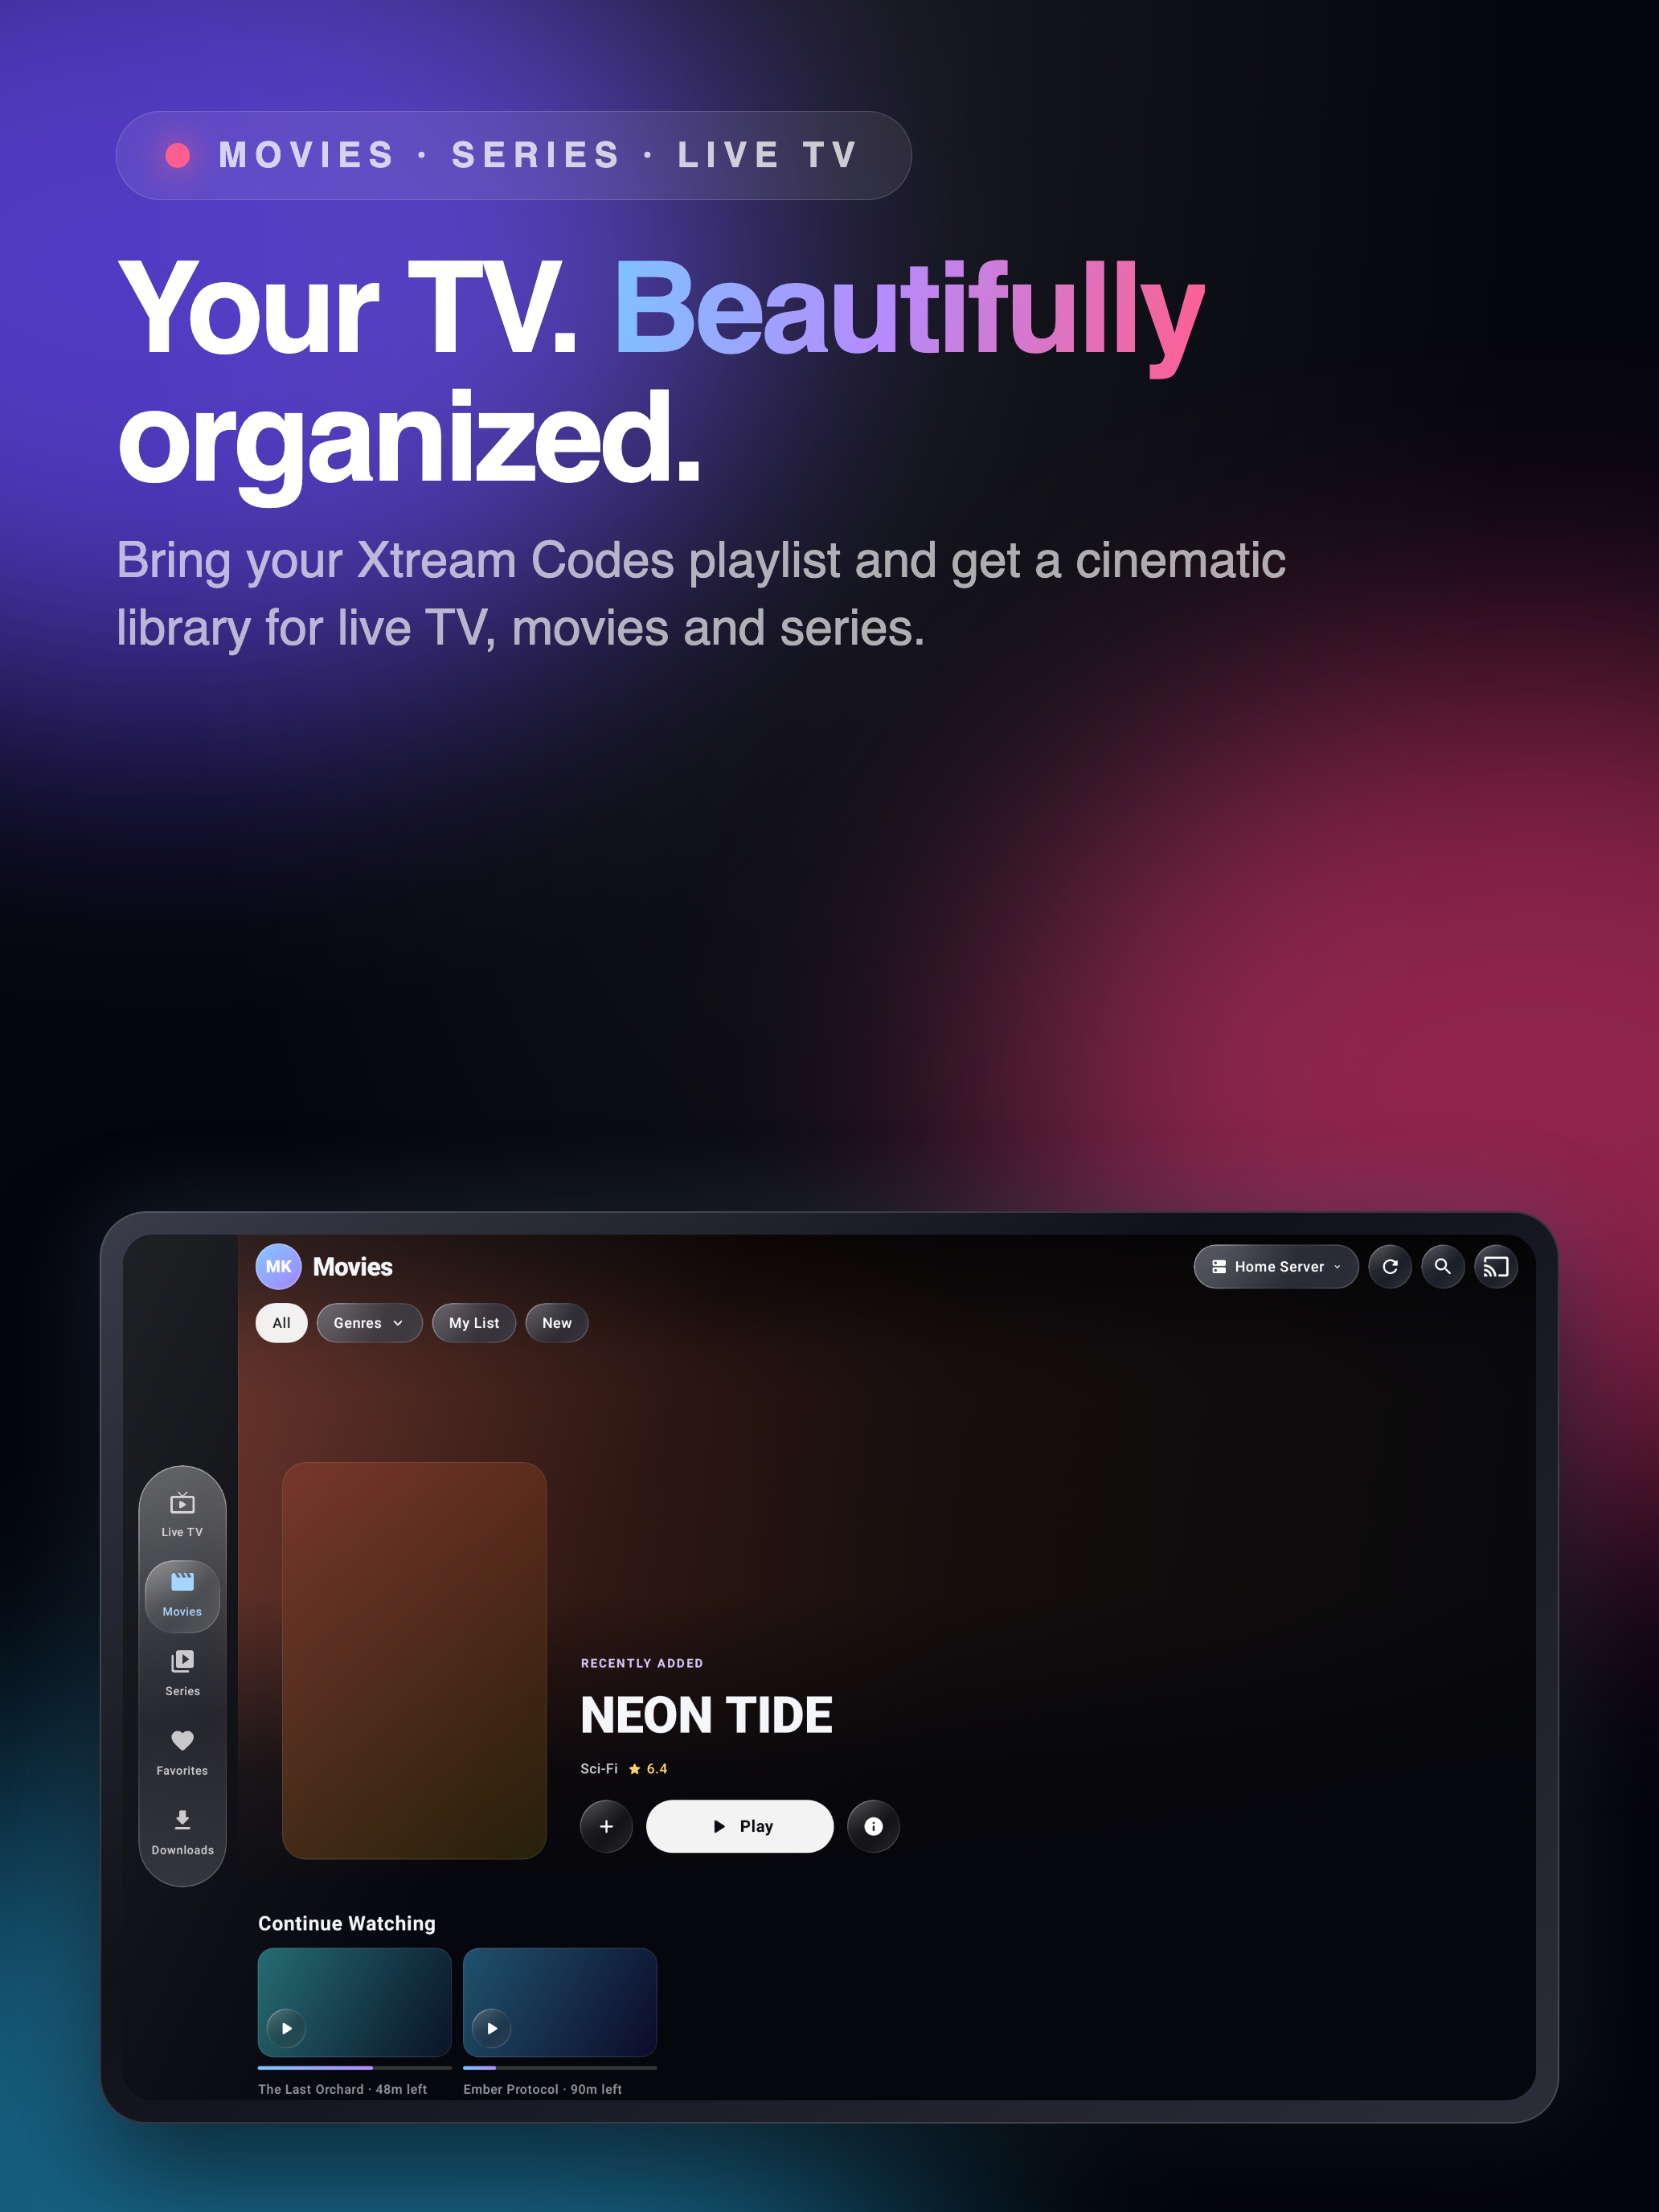 MOVIES · SERIES · LIVE TV
Your TV. Beautifully
organized.
Bring your Xtream Codes playlist and get a cinematic
library for live TV, movies and series.
MK Movies
Home Server
All Genres My List New
Live TV
Movies
Series
Favorites
Downloads
RECENTLY ADDED
NEON TIDE
Sci-Fi ★ 6.4
Play
Continue Watching
The Last Orchard · 48m left
Ember Protocol · 90m left